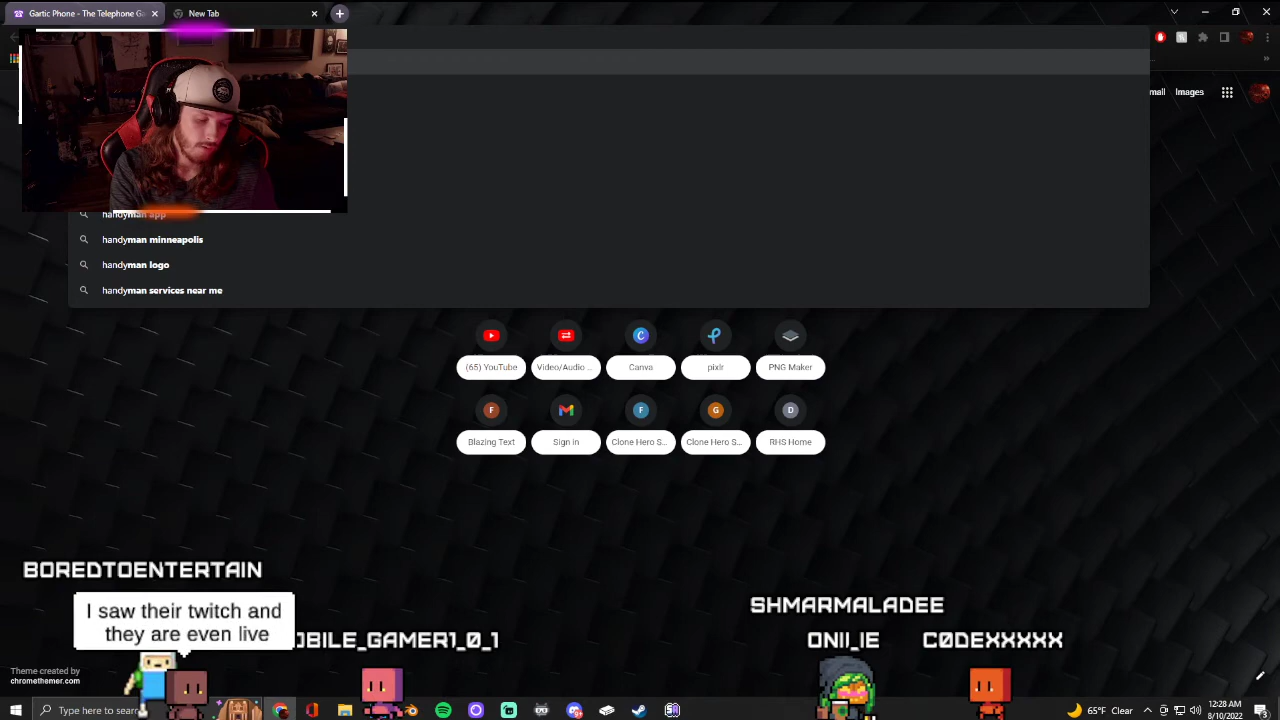 Gartic Phone - The Telephone Ga
New Tab
mall
Images
handyman app
handyman minneapolis
handyman logo
handyman services near me
(65) YouTube
Video/Audio ...
Canva
pixlr
PNG Maker
F
F
G
D
Blazing Text
Sign in
Clone Hero S...
Clone Hero S...
RHS Home
BOREDTOENTERTAIN
I saw their twitch and
they are even live
OBILE_GAMER1_0_1
SHMARMALADEE
ONII_IE
C0DEXXXXX
Theme created by
chromethemer.com
Type here to searc
65°F Clear
12:28 AM
8/10/2022